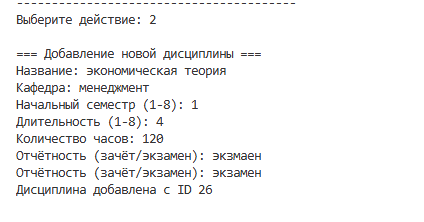 ----------------------------------------
Выберите действие: 2
=== Добавление новой дисциплины ===
Название: экономическая теория
Кафедра: менеджмент
Начальный семестр (1-8): 1
Длительность (1-8): 4
Количество часов: 120
Отчётность (зачёт/экзамен): экзмаен
Отчётность (зачёт/экзамен): экзамен
Дисциплина добавлена с ID 26